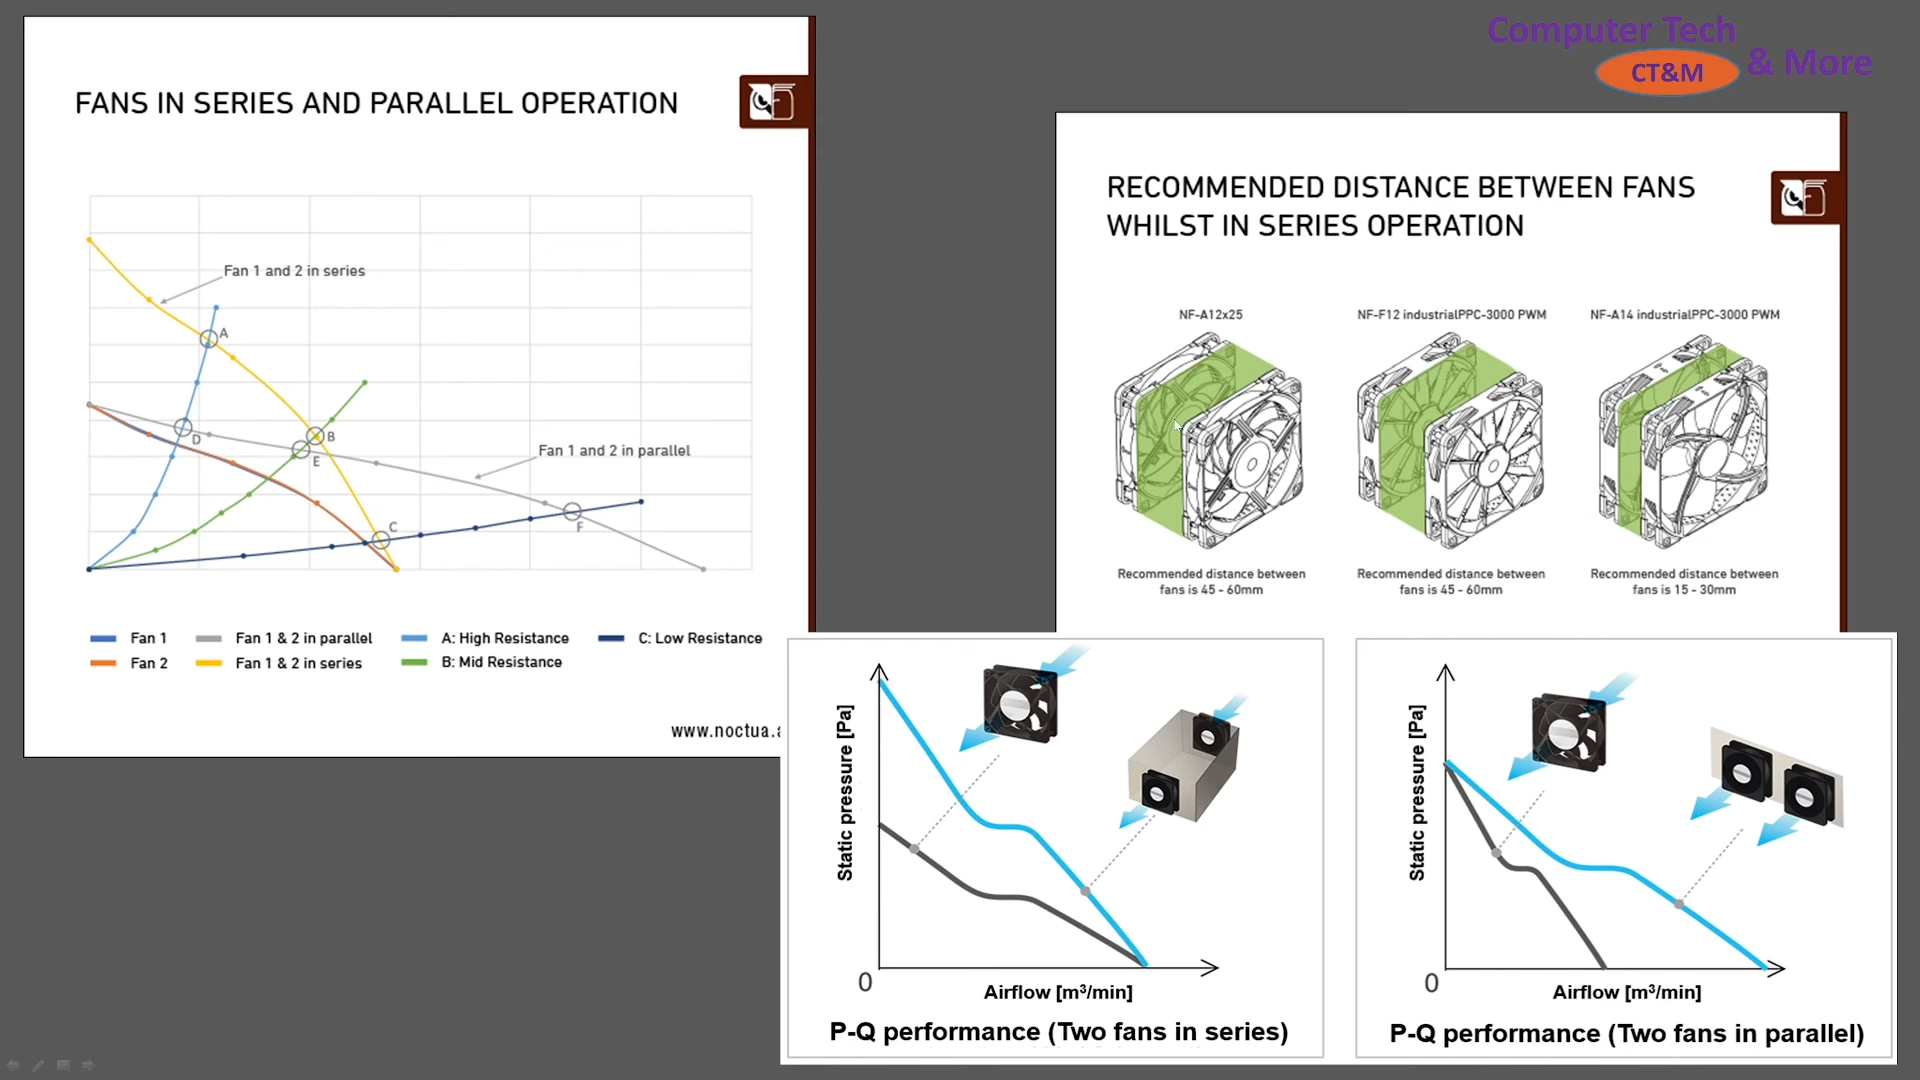 Computer Tech
CT&M
& More
FANS IN SERIES AND PARALLEL OPERATION
Fan 1 and 2 in series
A
D
B
E
Fan 1 and 2 in parallel
C
F
Fan 1
Fan 1 & 2 in parallel
A: High Resistance
C: Low Resistance
Fan 2
Fan 1 & 2 in series
B: Mid Resistance
www.noctua.a
RECOMMENDED DISTANCE BETWEEN FANS
WHILST IN SERIES OPERATION
NF-A12x25
NF-F12 industrialPPC-3000 PWM
NF-A14 industrialPPC-3000 PWM
Recommended distance between
fans is 45 - 60mm
Recommended distance between
fans is 45 - 60mm
Recommended distance between
fans is 15 - 30mm
Static pressure [Pa]
0
Airflow [m³/min]
P-Q performance (Two fans in series)
Static pressure [Pa]
0
Airflow [m³/min]
P-Q performance (Two fans in parallel)